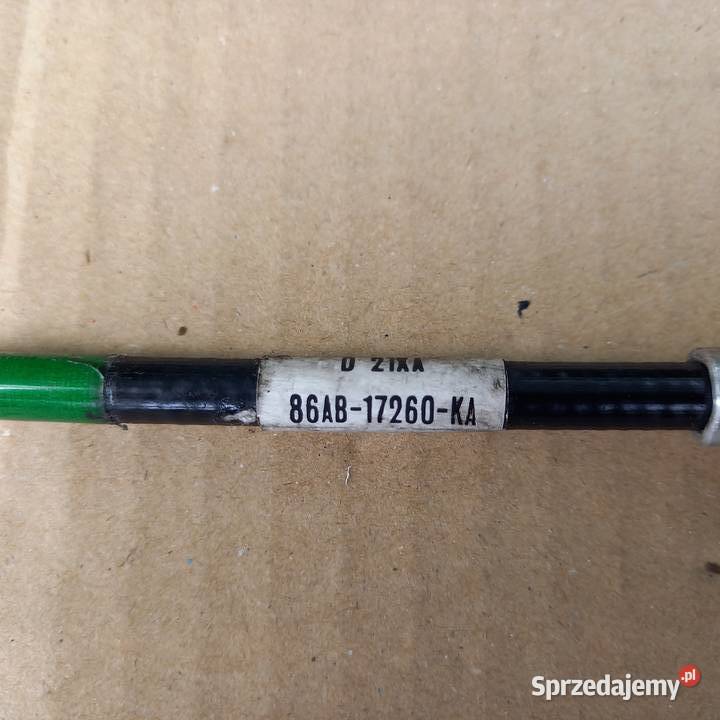 D 21XA
86AB-17260-KA
Sprzedajemy.pl